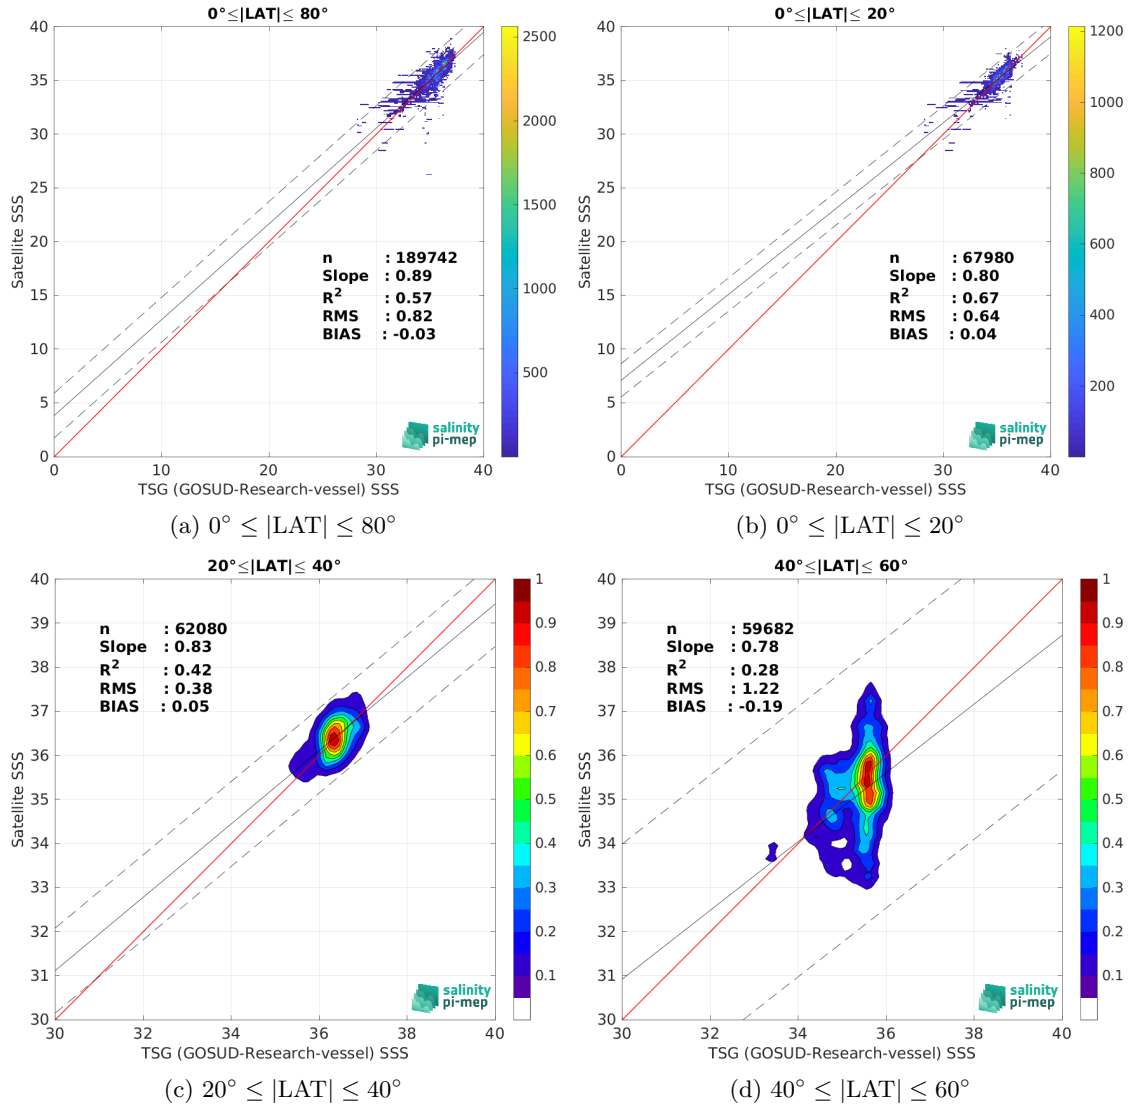 0°≤|LAT|≤ 80°
40
35
30
25
20
15
10
5
0
Satellite SSS
n : 189742
Slope : 0.89
R² : 0.57
RMS : 0.82
BIAS : -0.03
salinity
pi-mep
0 10 20 30 40
TSG (GOSUD-Research-vessel) SSS
2500
2000
1500
1000
500
(a) 0° ≤ |LAT| ≤ 80°
0°≤|LAT|≤ 20°
40
35
30
25
20
15
10
5
0
Satellite SSS
n : 67980
Slope : 0.80
R² : 0.67
RMS : 0.64
BIAS : 0.04
salinity
pi-mep
0 10 20 30 40
TSG (GOSUD-Research-vessel) SSS
1200
1000
800
600
400
200
(b) 0° ≤ |LAT| ≤ 20°
20°≤|LAT|≤ 40°
40
39
38
37
36
35
34
33
32
31
30
Satellite SSS
n : 62080
Slope : 0.83
R² : 0.42
RMS : 0.38
BIAS : 0.05
salinity
pi-mep
30 32 34 36 38 40
TSG (GOSUD-Research-vessel) SSS
1
0.9
0.8
0.7
0.6
0.5
0.4
0.3
0.2
0.1
(c) 20° ≤ |LAT| ≤ 40°
40°≤|LAT|≤ 60°
40
39
38
37
36
35
34
33
32
31
30
Satellite SSS
n : 59682
Slope : 0.78
R² : 0.28
RMS : 1.22
BIAS : -0.19
salinity
pi-mep
30 32 34 36 38 40
TSG (GOSUD-Research-vessel) SSS
1
0.9
0.8
0.7
0.6
0.5
0.4
0.3
0.2
0.1
(d) 40° ≤ |LAT| ≤ 60°